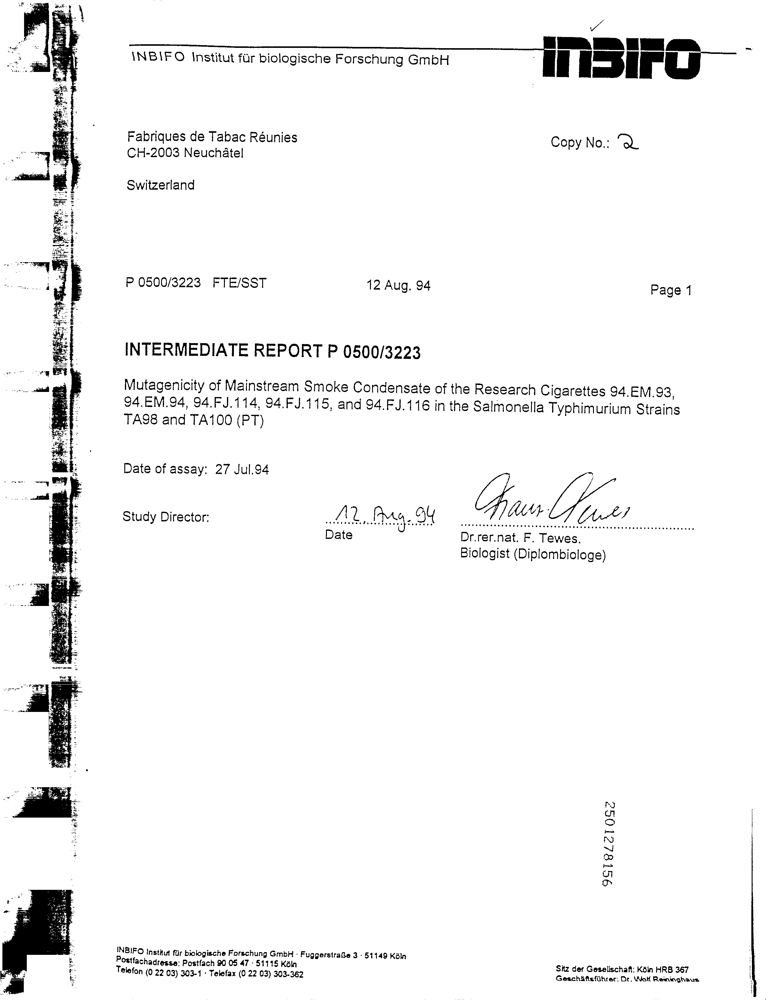 INBIFO Institut für biologische Forschung GmbH
INBIFO
Fabriques de Tabac Réunies
CH-2003 Neuchâtel
Copy No.: 2
Switzerland
P 0500/3223 FTE/SST
12 Aug. 94
Page 1
INTERMEDIATE REPORT P 0500/3223
Mutagenicity of Mainstream Smoke Condensate of the Research Cigarettes 94.EM.93,
94.EM.94, 94.FJ.114, 94.FJ.115, and 94.FJ.116 in the Salmonella Typhimurium Strains
TA98 and TA100 (PT)
Date of assay: 27 Jul.94
Study Director:
12. Aug. 94
Date
Dr.rer.nat. F. Tewes.
Biologist (Diplombiologe)
2501278156
INBIFO Institut für biologische Forschung GmbH · Fuggerstraße 3 · 51149 Köln
Postfachadresse: Postfach 90 05 47 · 51115 Köln
Telefon (0 22 03) 303-1 · Telefax (0 22 03) 303-362
Sitz der Gesellschaft: Köln HRB 367
Geschäftsführer: Dr. Wolf Reininghaus